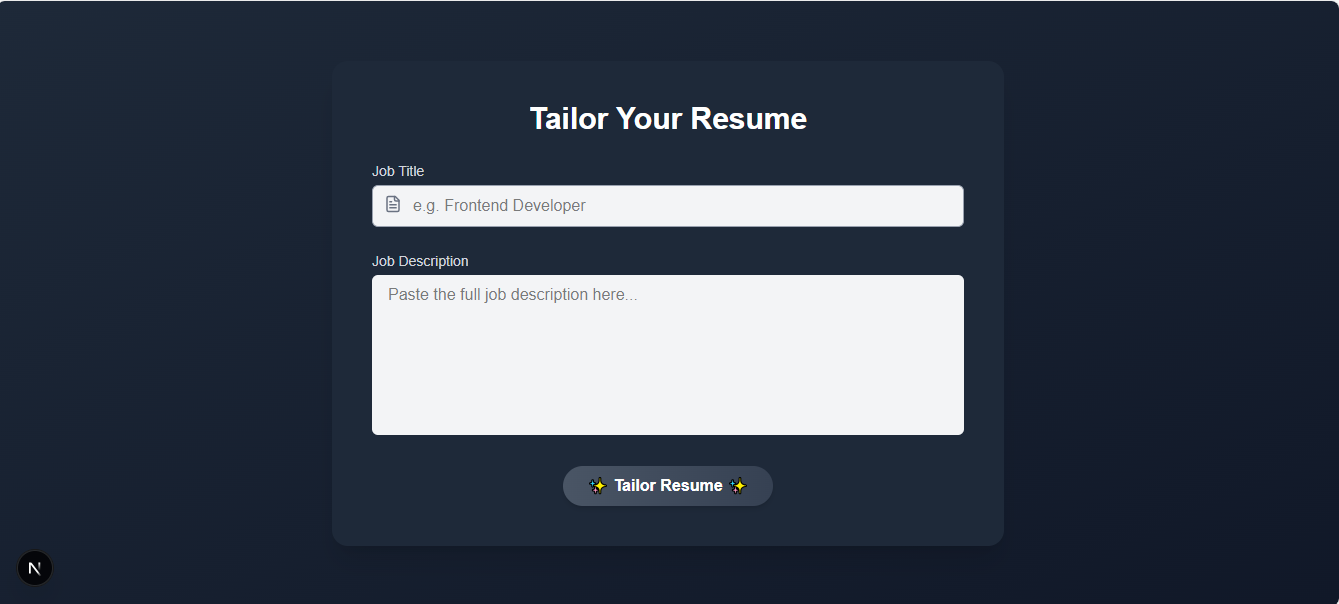 Tailor Your Resume
Job Title
e.g. Frontend Developer
Job Description
Paste the full job description here...
✨ Tailor Resume ✨
N